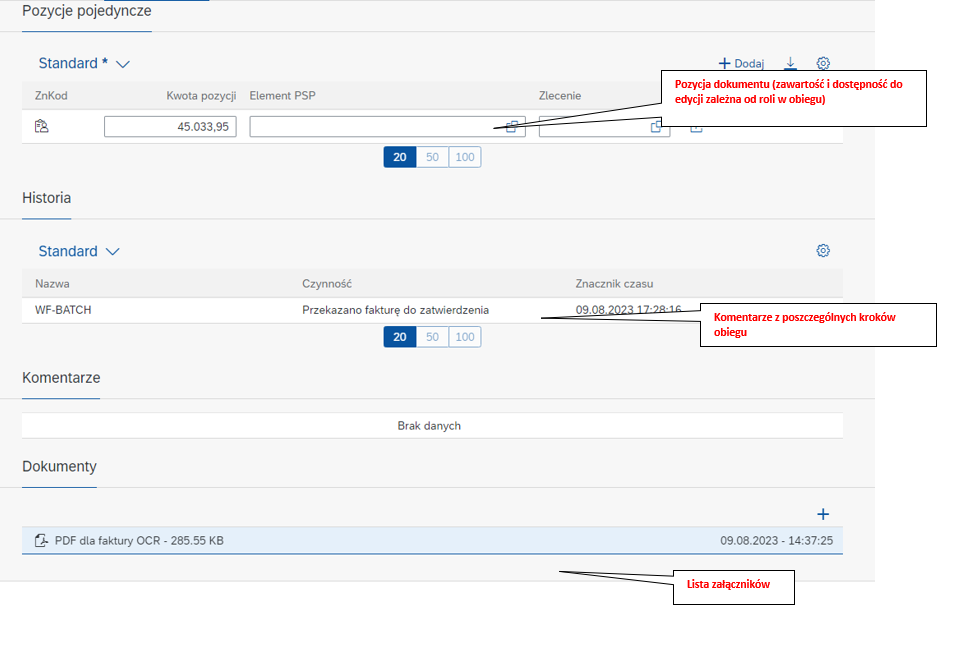 Pozycje pojedyncze
Standard *
Dodaj
Pozycja dokumentu (zawartość i dostępność do
edycji zależna od roli w obiegu)
ZnKod Kwota pozycji Element PSP Zlecenie
45.033,95
20 50 100
Historia
Standard
Nazwa Czynność Znacznik czasu
WF-BATCH Przekazano fakturę do zatwierdzenia 09.08.2023 17:28:16
Komentarze z poszczególnych kroków
obiegu
20 50 100
Komentarze
Brak danych
Dokumenty
PDF dla faktury OCR - 285.55 KB 09.08.2023 - 14:37:25
Lista załączników